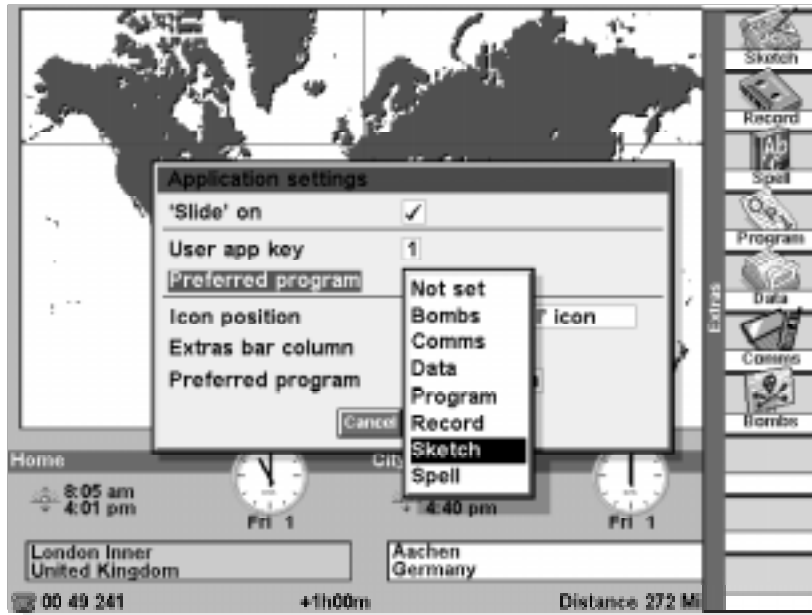 Application settings
'Slide' on
User app key 1
Preferred program
Icon position
Extras bar column
Preferred program
Cancel
Not set
Bombs
Comms
Data
Program
Record
Sketch
Spell
icon
Extras
Sketch
Record
Ab
Spell
Program
Data
Comms
Bombs
Home
8:05 am
4:01 pm
Fri 1
London Inner
United Kingdom
00 49 241
+1h00m
4:40 pm
Fri 1
Aachen
Germany
Distance 272 Mi